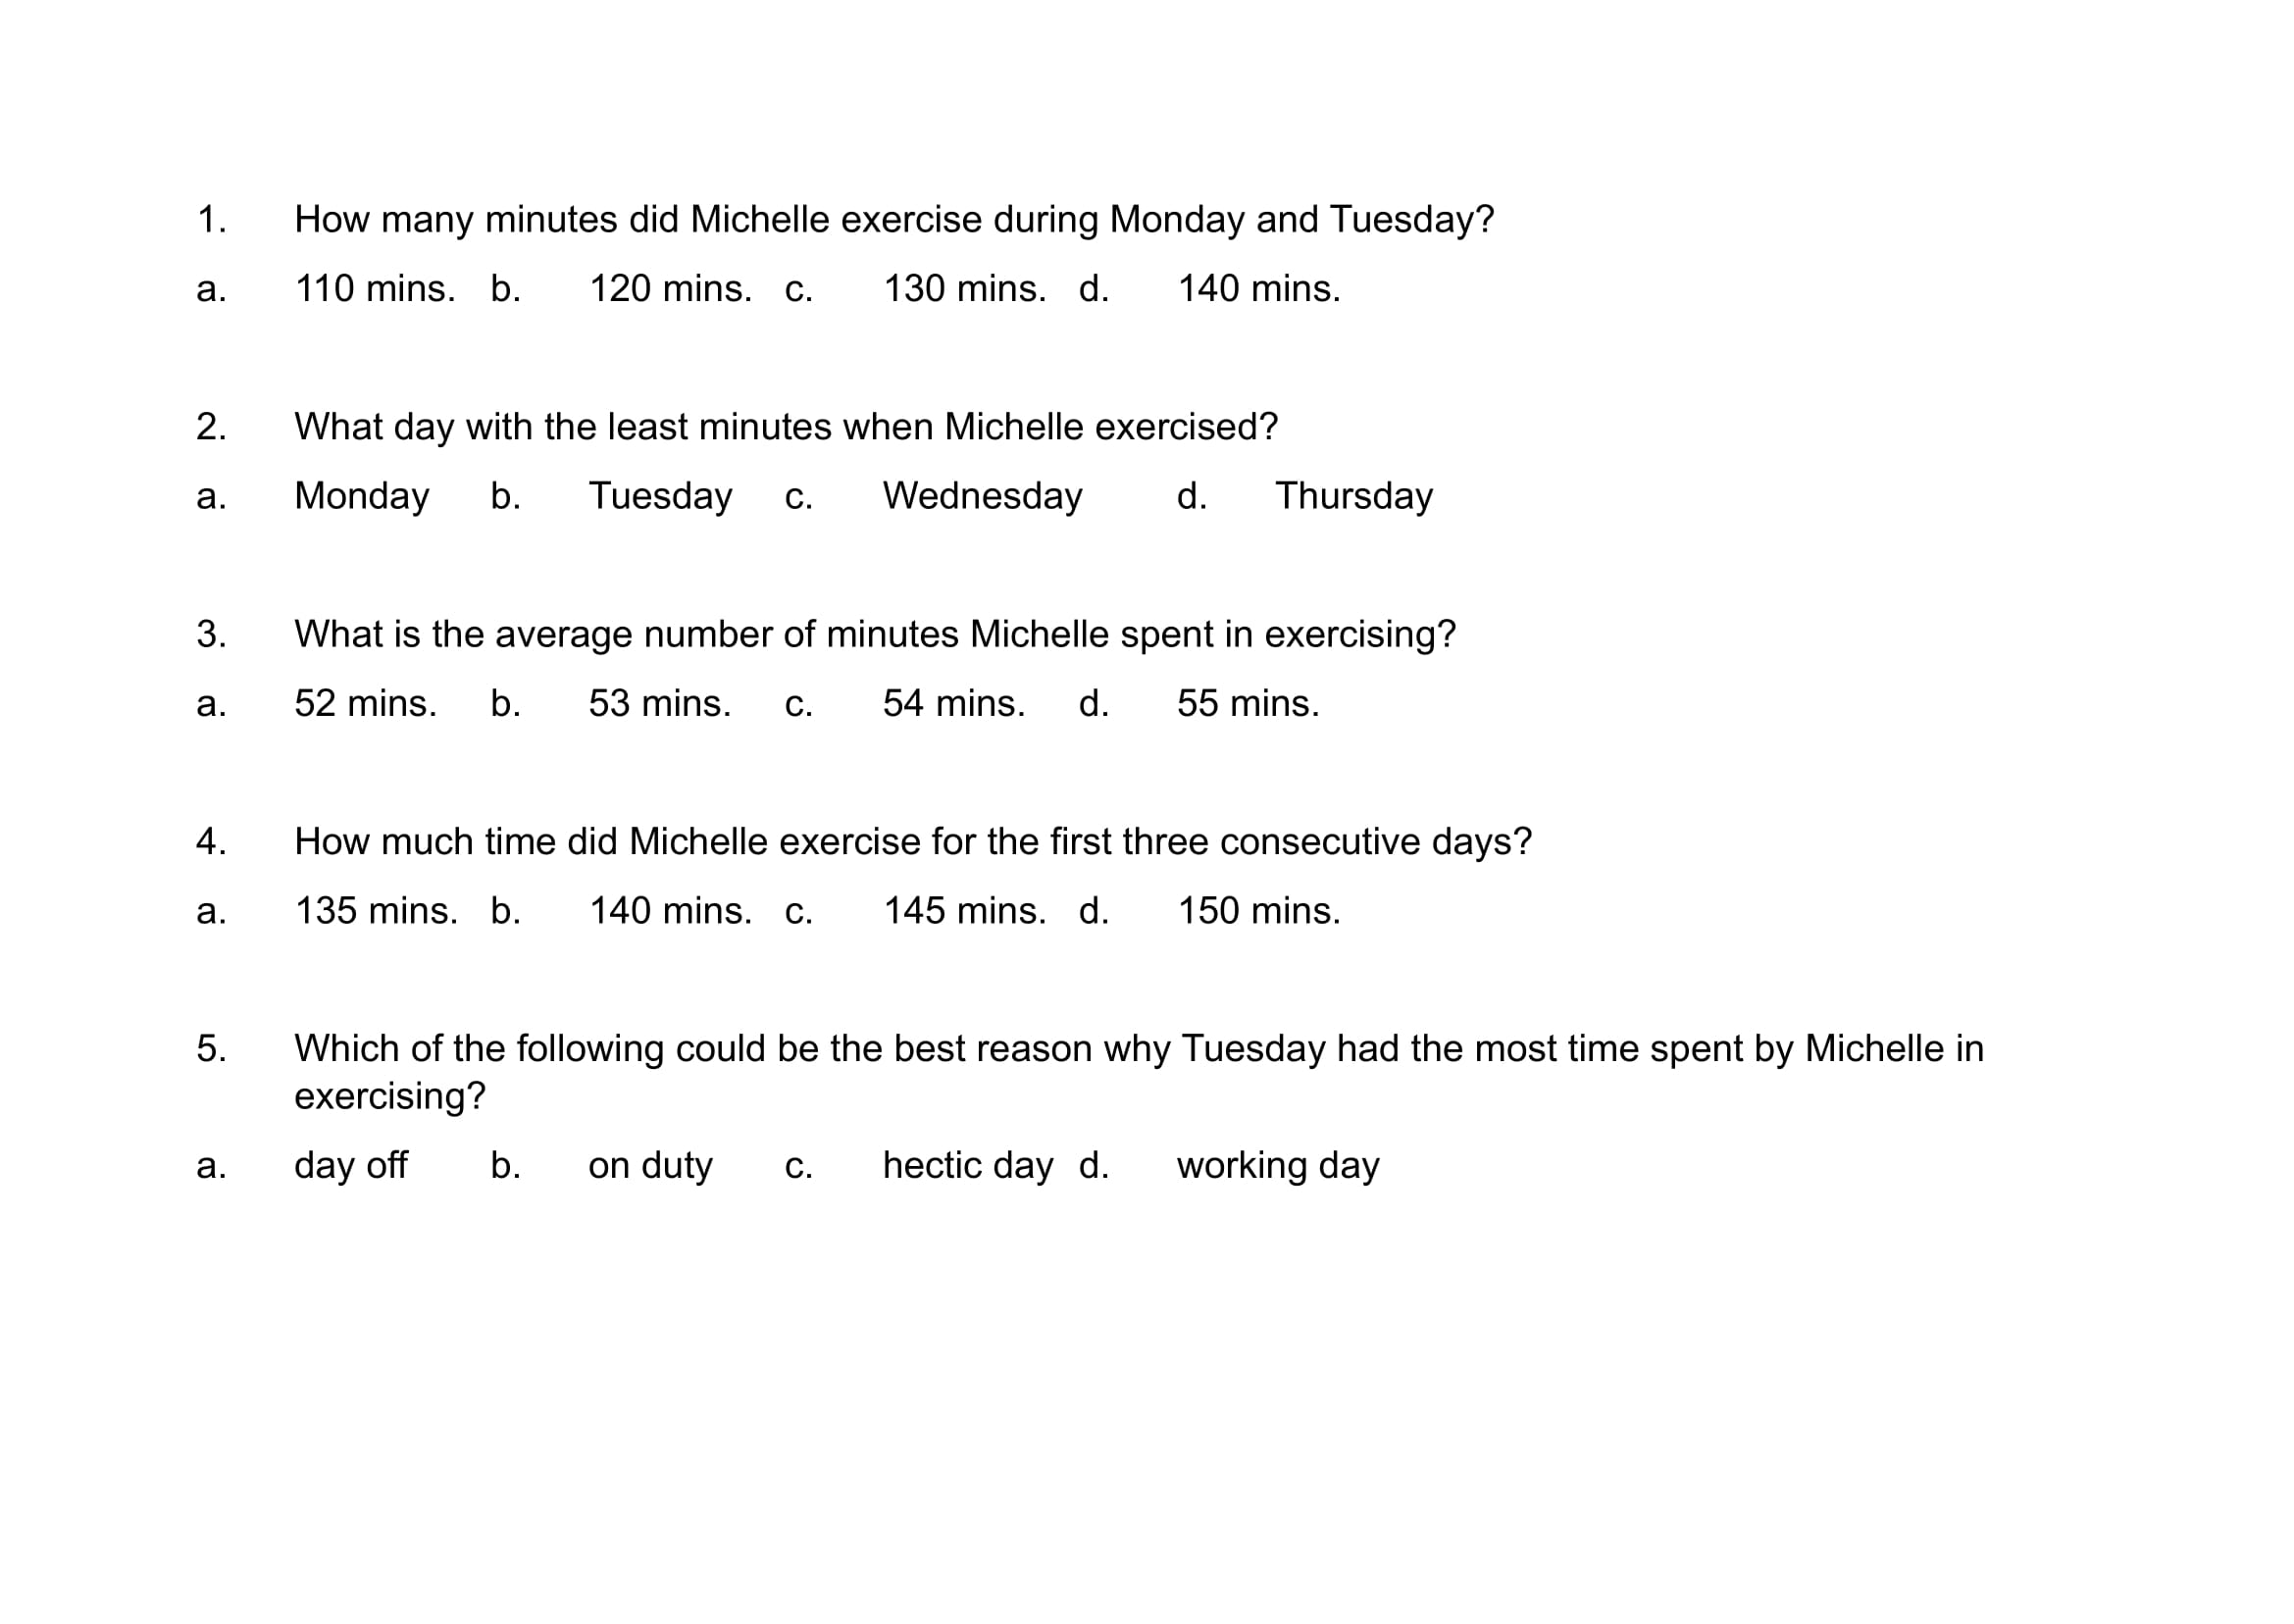 1. How many minutes did Michelle exercise during Monday and Tuesday?
a. 110 mins. b. 120 mins. c. 130 mins. d. 140 mins.
2. What day with the least minutes when Michelle exercised?
a. Monday b. Tuesday c. Wednesday d. Thursday
3. What is the average number of minutes Michelle spent in exercising?
a. 52 mins. b. 53 mins. c. 54 mins. d. 55 mins.
4. How much time did Michelle exercise for the first three consecutive days?
a. 135 mins. b. 140 mins. c. 145 mins. d. 150 mins.
5. Which of the following could be the best reason why Tuesday had the most time spent by Michelle in
exercising?
a. day off b. on duty c. hectic day d. working day